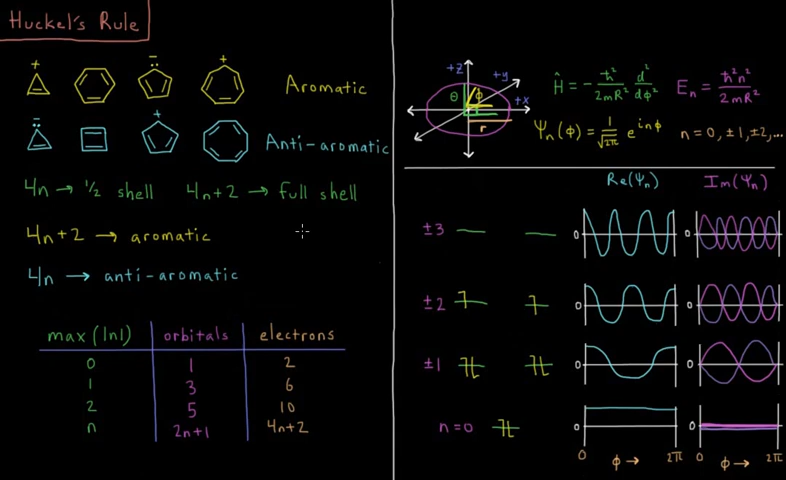 Huckel's Rule
+ – +
Aromatic
– +
Anti-aromatic
4n → ½ shell 4n+2 → full shell
4n+2 → aromatic
4n → anti-aromatic
max(|n|) orbitals electrons
0 1 2
1 3 6
2 5 10
n 2n+1 4n+2
+z +y +x θ ϕ r
Ĥ = -ħ²/2mR² d²/dϕ² Eₙ = ħ²n²/2mR²
Ψₙ(ϕ) = 1/√2π e^{inϕ} n = 0, ±1, ±2, ...
Re(Ψₙ) Im(Ψₙ)
±3 0 0
±2 0 0
±1 0 0
n=0 0 0
0 ϕ→ 2π 0 ϕ→ 2π